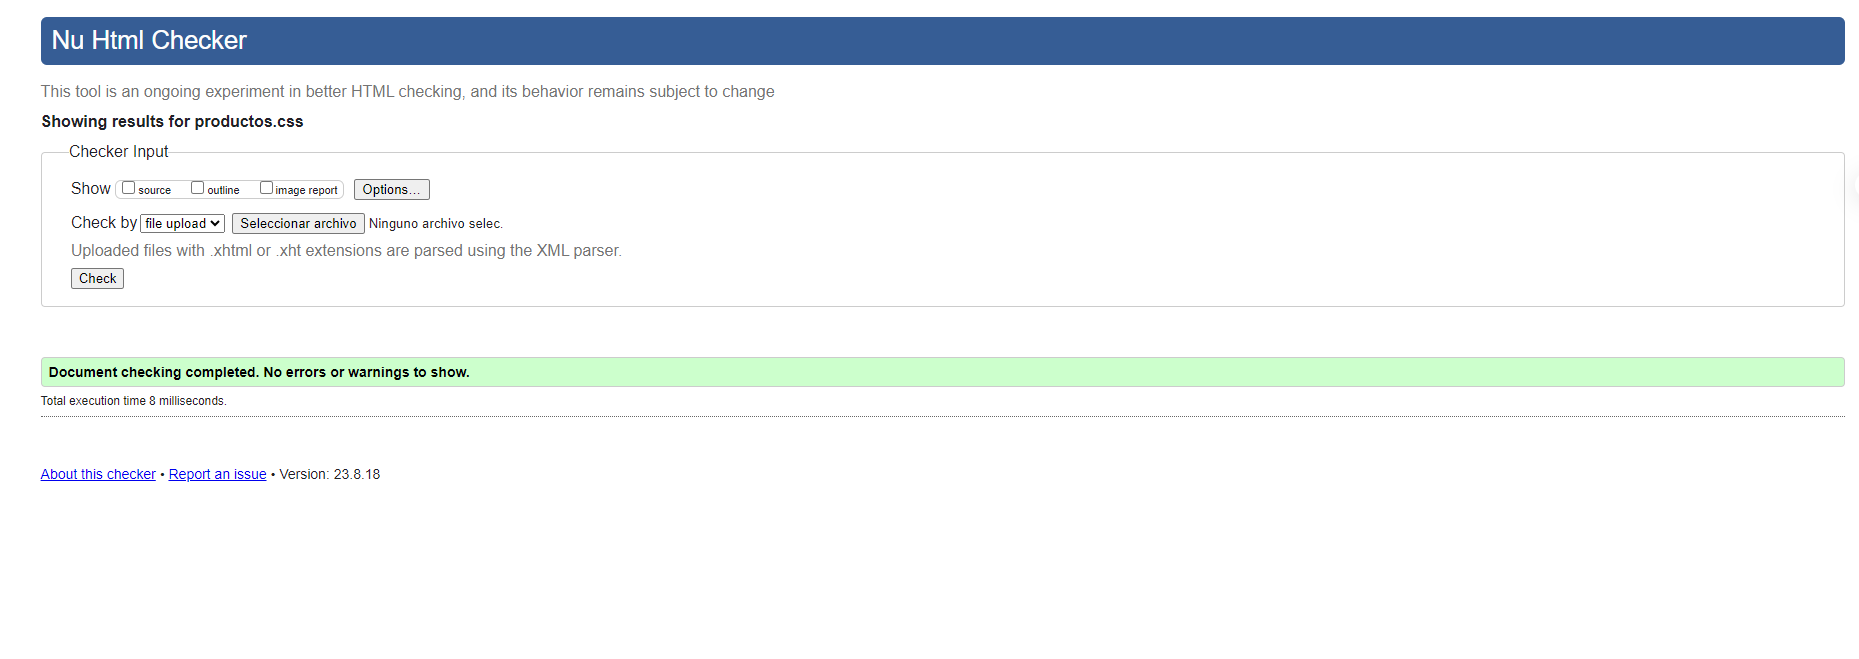 Nu Html Checker
This tool is an ongoing experiment in better HTML checking, and its behavior remains subject to change
Showing results for productos.css
Checker Input
Show source outline image report Options...
Check by file upload Seleccionar archivo Ninguno archivo selec.
Uploaded files with .xhtml or .xht extensions are parsed using the XML parser.
Check
Document checking completed. No errors or warnings to show.
Total execution time 8 milliseconds.
About this checker • Report an issue • Version: 23.8.18